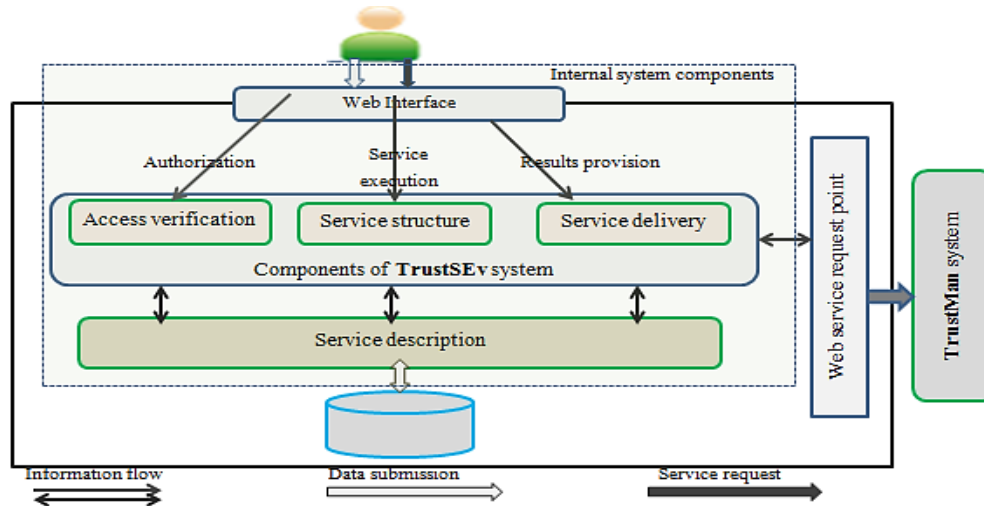 Internal system components
Web Interface
Authorization
Service
execution
Results provision
Access verification
Service structure
Service delivery
Components of TrustSEv system
Service description
Web service request point
TrustMan system
Information flow
Data submission
Service request